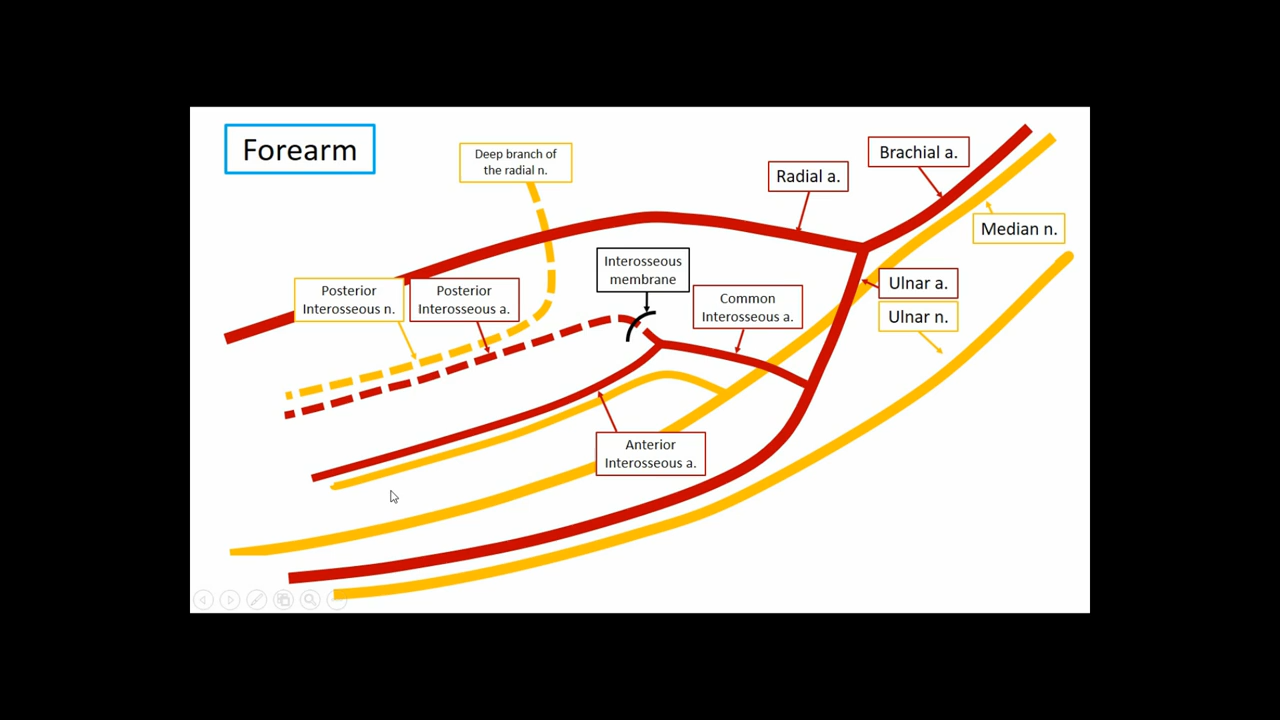 Forearm
Deep branch of
the radial n.
Radial a.
Brachial a.
Median n.
Interosseous
membrane
Ulnar a.
Ulnar n.
Posterior
Interosseous n.
Posterior
Interosseous a.
Common
Interosseous a.
Anterior
Interosseous a.